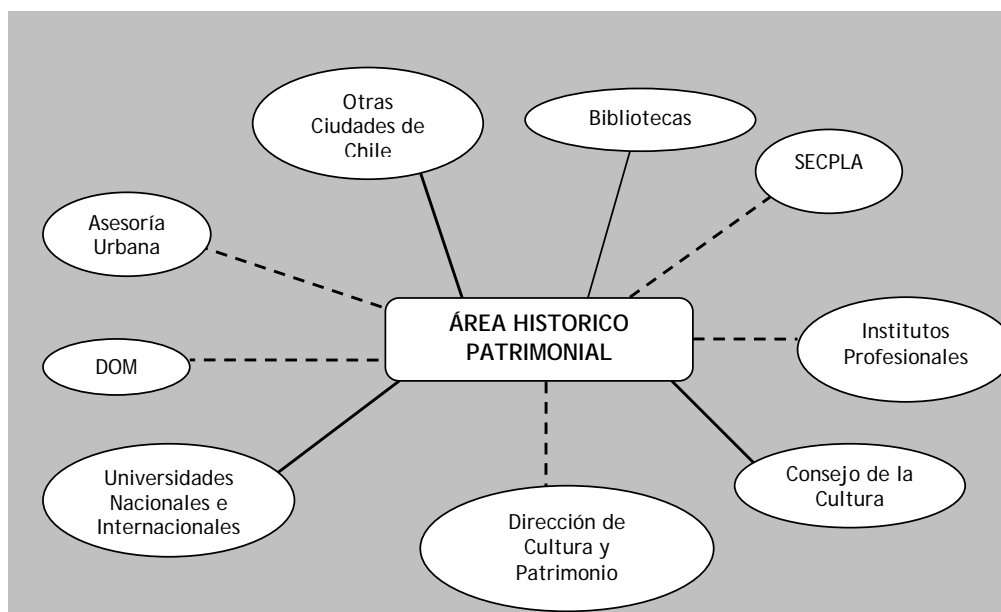 Otras
Ciudades de
Chile
Bibliotecas
SECPLA
Asesoría
Urbana
ÁREA HISTORICO
PATRIMONIAL
Institutos
Profesionales
DOM
Universidades
Nacionales e
Internacionales
Consejo de la
Cultura
Dirección de
Cultura y
Patrimonio